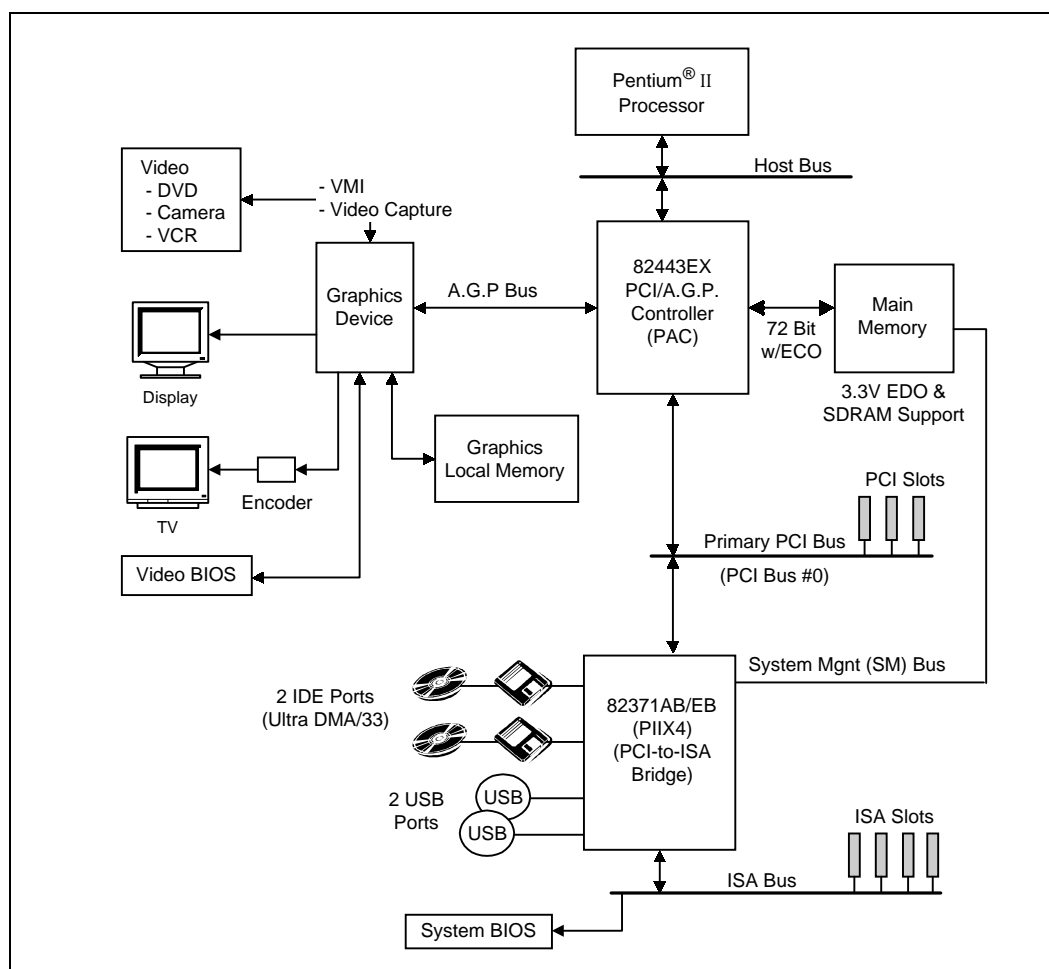 Pentium® II
Processor
Host Bus
Video
- DVD
- Camera
- VCR
- VMI
- Video Capture
Graphics
Device
A.G.P Bus
82443EX
PCI/A.G.P.
Controller
(PAC)
72 Bit
w/ECO
Main
Memory
3.3V EDO &
SDRAM Support
Display
Graphics
Local Memory
Encoder
TV
Video BIOS
PCI Slots
Primary PCI Bus
(PCI Bus #0)
System Mgnt (SM) Bus
2 IDE Ports
(Ultra DMA/33)
82371AB/EB
(PIIX4)
(PCI-to-ISA
Bridge)
2 USB
Ports
USB
USB
ISA Slots
ISA Bus
System BIOS